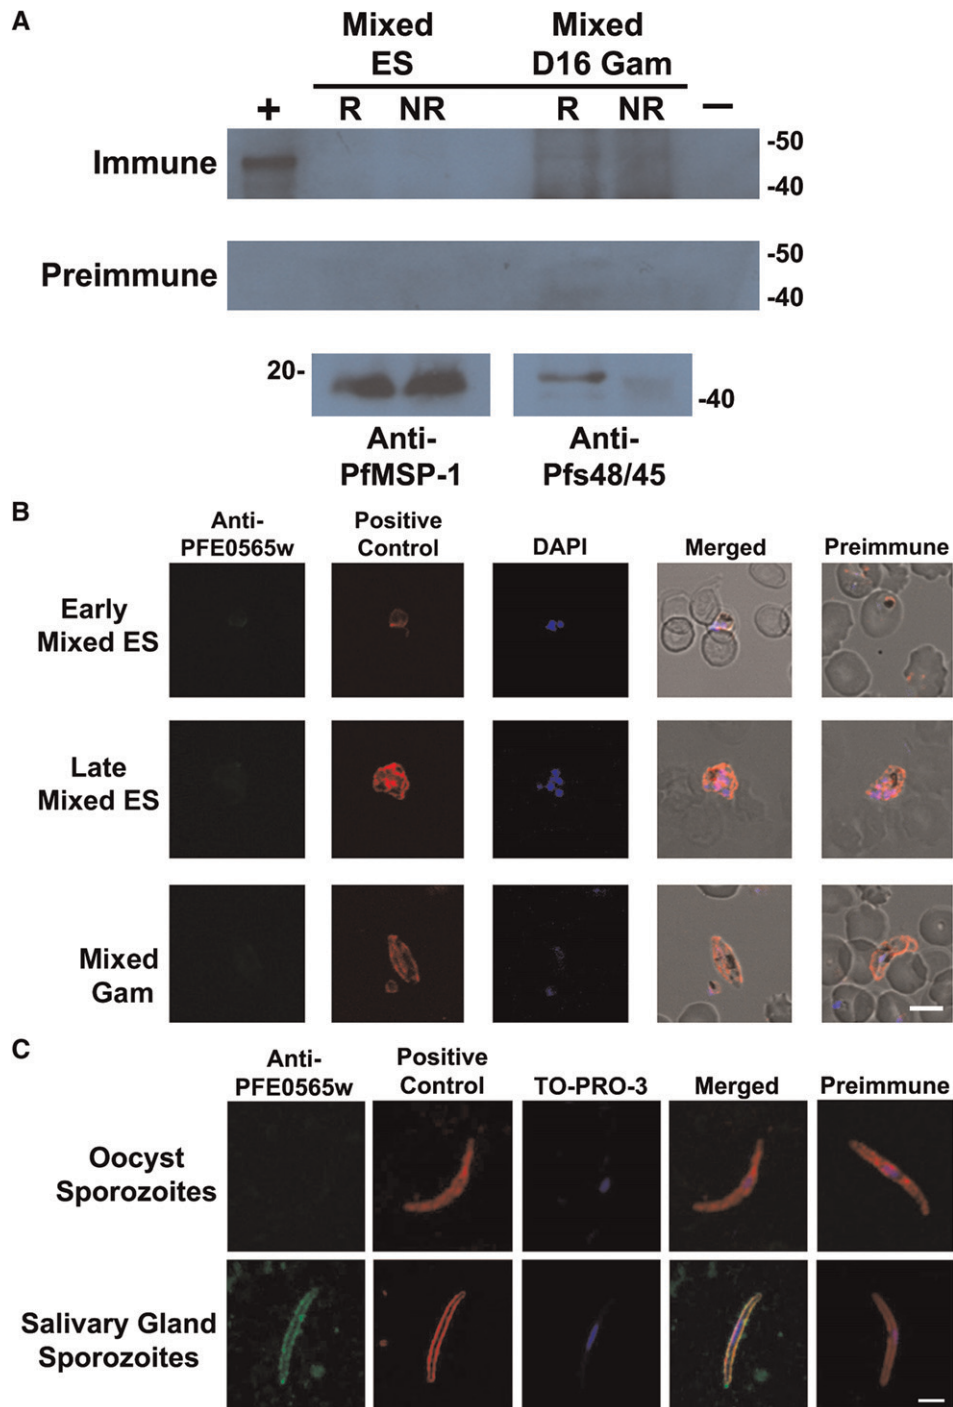 A
Mixed ES
Mixed D16 Gam
+ R NR R NR –
Immune
-50
-40
Preimmune
-50
-40
20-
-40
Anti-PfMSP-1
Anti-Pfs48/45
B
Anti-PFE0565w
Positive Control
DAPI
Merged
Preimmune
Early Mixed ES
Late Mixed ES
Mixed Gam
C
Anti-PFE0565w
Positive Control
TO-PRO-3
Merged
Preimmune
Oocyst Sporozoites
Salivary Gland Sporozoites